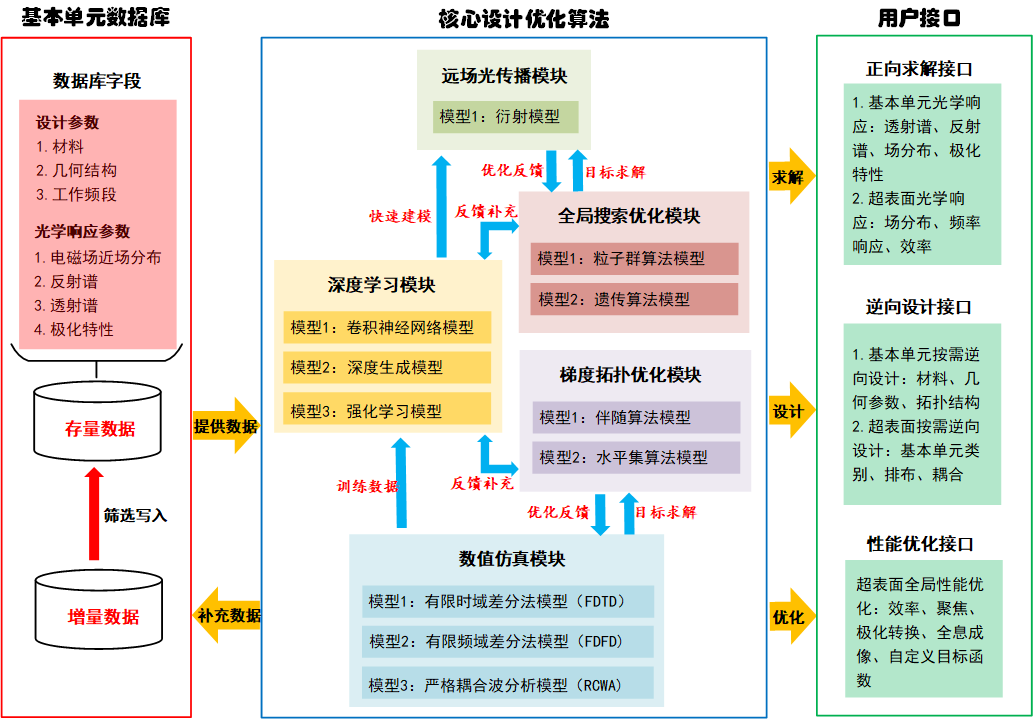 基本单元数据库
核心设计优化算法
用户接口
数据库字段
设计参数
1. 材料
2. 几何结构
3. 工作频段
光学响应参数
1. 电磁场近场分布
2. 反射谱
3. 透射谱
4. 极化特性
存量数据
筛选写入
增量数据
提供数据
补充数据
远场光传播模块
模型1：衍射模型
优化反馈
目标求解
快速建模
反馈补充
全局搜索优化模块
模型1：粒子群算法模型
模型2：遗传算法模型
深度学习模块
模型1：卷积神经网络模型
模型2：深度生成模型
模型3：强化学习模型
梯度拓扑优化模块
模型1：伴随算法模型
模型2：水平集算法模型
训练数据
反馈补充
优化反馈
目标求解
数值仿真模块
模型1：有限时域差分法模型（FDTD）
模型2：有限频域差分法模型（FDFD）
模型3：严格耦合波分析模型（RCWA）
求解
设计
优化
正向求解接口
1. 基本单元光学响
应：透射谱、反射
谱、场分布、极化
特性
2. 超表面光学响
应：场分布、频率
响应、效率
逆向设计接口
1. 基本单元按需逆
向设计：材料、几
何参数、拓扑结构
2. 超表面按需逆向
设计：基本单元类
别、排布、耦合
性能优化接口
超表面全局性能优
化：效率、聚焦、
极化转换、全息成
像、自定义目标函
数